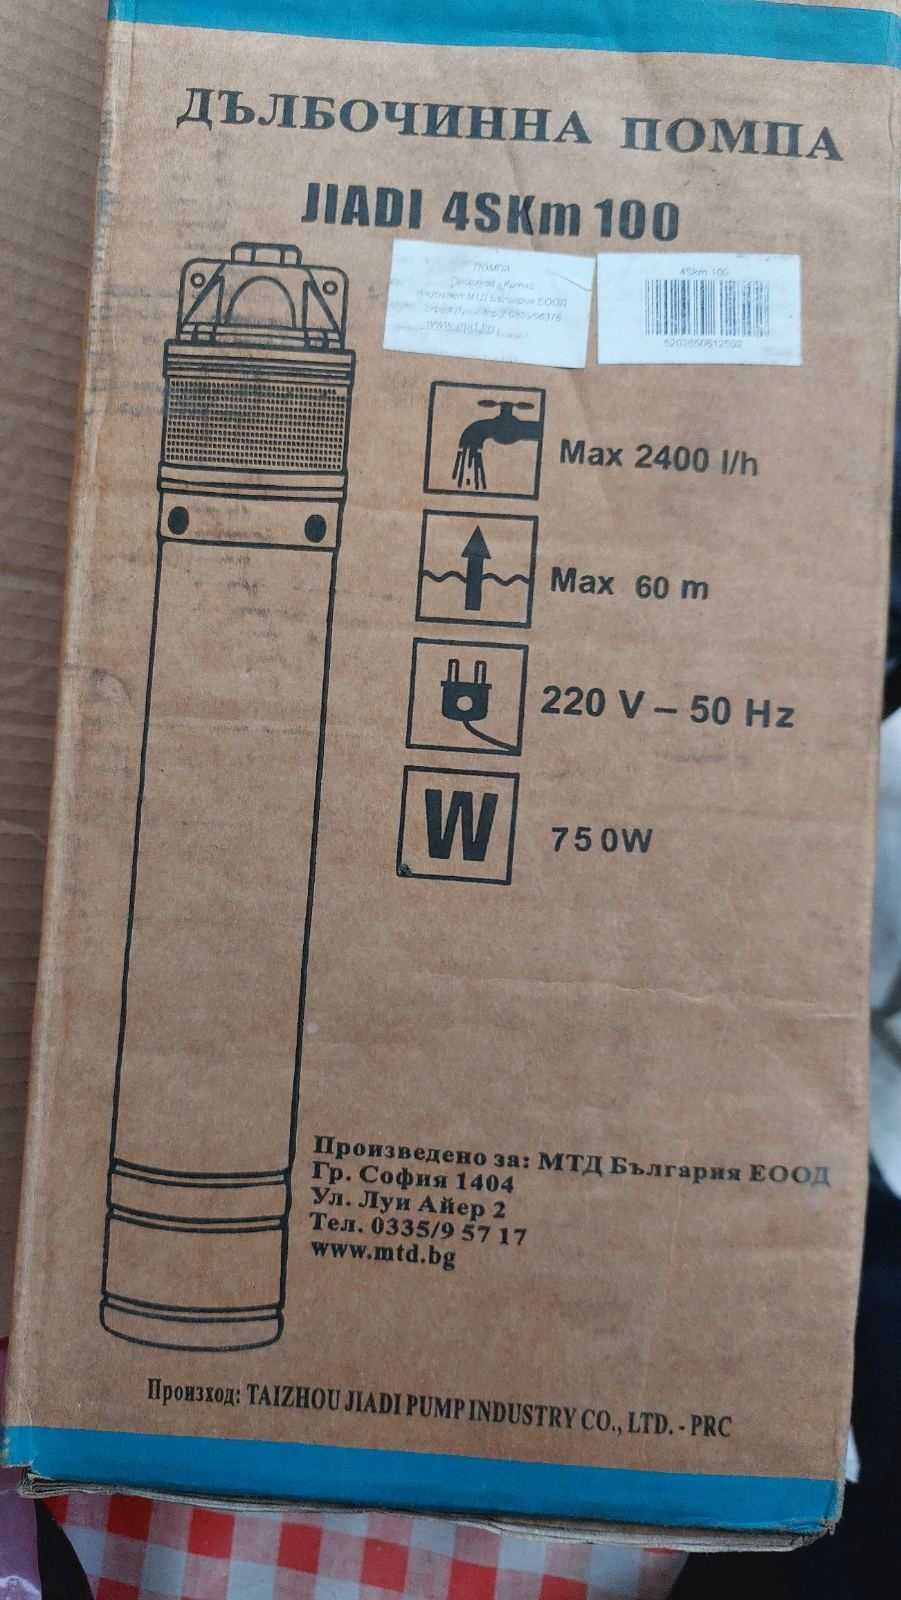 ДЪЛБОЧИННА ПОМПА
JIADI 4SKm 100
ПОМПА
4Skm 100
Max 2400 l/h
Max 60 m
220 V – 50 Hz
W
750W
Произведено за: МТД България ЕООД
Гр. София 1404
Ул. Луи Айер 2
Тел. 0335/9 57 17
www.mtd.bg
Произход: TAIZHOU JIADI PUMP INDUSTRY CO., LTD. - PRC